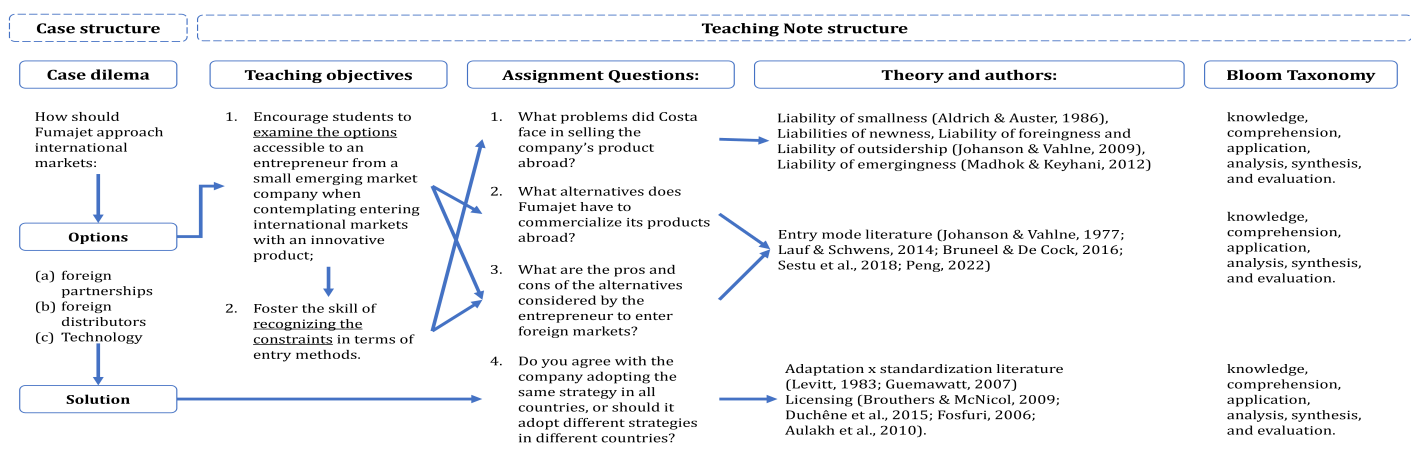 Case structure
Teaching Note structure
Case dilema
Teaching objectives
Assignment Questions:
Theory and authors:
Bloom Taxonomy
How should
Fumajet approach
international
markets:
Options
(a) foreign
partnerships
(b) foreign
distributors
(c) Technology
Solution
1. Encourage students to
examine the options
accessible to an
entrepreneur from a
small emerging market
company when
contemplating entering
international markets
with an innovative
product;
2. Foster the skill of
recognizing the
constraints in terms of
entry methods.
1. What problems did Costa
face in selling the
company's product
abroad?
2. What alternatives does
Fumajet have to
commercialize its products
abroad?
3. What are the pros and
cons of the alternatives
considered by the
entrepreneur to enter
foreign markets?
4. Do you agree with the
company adopting the
same strategy in all
countries, or should it
adopt different strategies
in different countries?
Liability of smallness (Aldrich & Auster, 1986),
Liabilities of newness, Liability of foreingness and
Liability of outsidership (Johanson & Vahlne, 2009),
Liability of emergingness (Madhok & Keyhani, 2012)
Entry mode literature (Johanson & Vahlne, 1977;
Lauf & Schwens, 2014; Bruneel & De Cock, 2016;
Sestu et al., 2018; Peng, 2022)
Adaptation x standardization literature
(Levitt, 1983; Guemawatt, 2007)
Licensing (Brouthers & McNicol, 2009;
Duchêne et al., 2015; Fosfuri, 2006;
Aulakh et al., 2010).
knowledge,
comprehension,
application,
analysis, synthesis,
and evaluation.
knowledge,
comprehension,
application,
analysis, synthesis,
and evaluation.
knowledge,
comprehension,
application,
analysis, synthesis,
and evaluation.